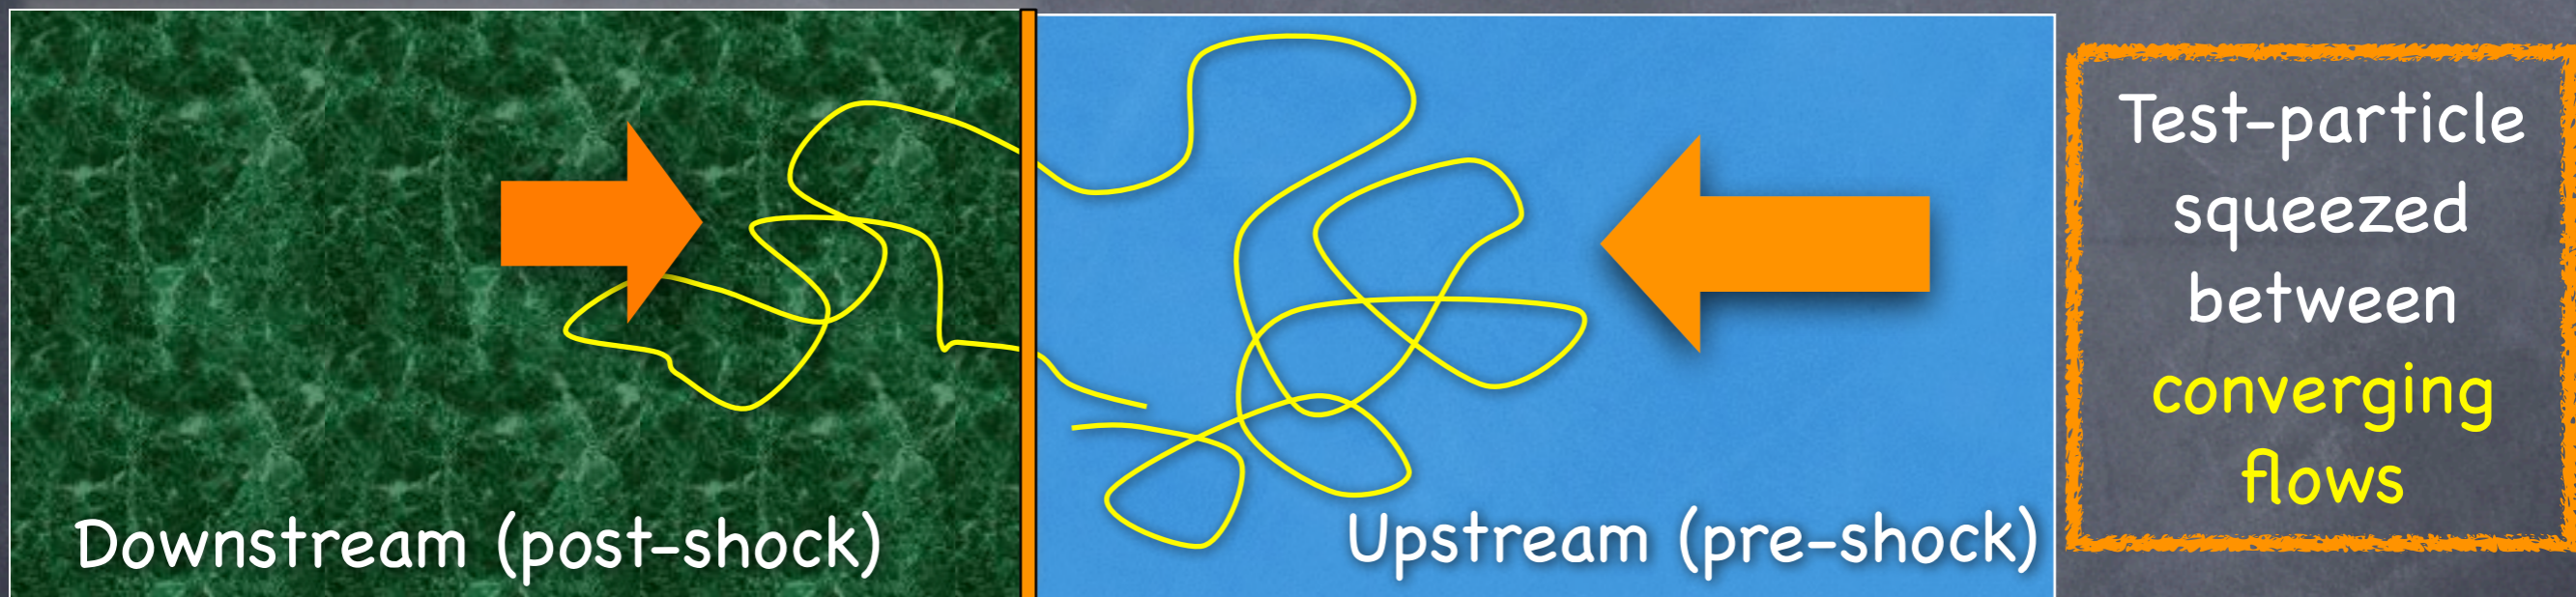 Downstream (post-shock)
Upstream (pre-shock)
Test-particle
squeezed
between
converging
flows